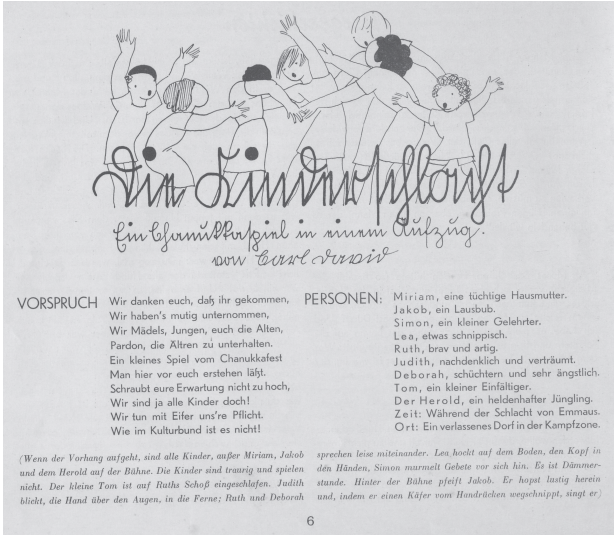 Die Kinderschlacht
Ein Chanukkaspiel in einem Aufzug.
von Carl David
VORSPRUCH
Wir danken euch, daß ihr gekommen,
Wir haben's mutig unternommen,
Wir Mädels, Jungen, euch die Alten,
Pardon, die Ältren zu unterhalten.
Ein kleines Spiel vom Chanukkafest
Man hier vor euch erstehen läßt.
Schraubt eure Erwartung nicht zu hoch,
Wir sind ja alle Kinder doch!
Wir tun mit Eifer uns're Pflicht.
Wie im Kulturbund ist es nicht!
PERSONEN:
Miriam, eine tüchtige Hausmutter.
Jakob, ein Lausbub.
Simon, ein kleiner Gelehrter.
Lea, etwas schnippisch.
Ruth, brav und artig.
Judith, nachdenklich und verträumt.
Deborah, schüchtern und sehr ängstlich.
Tom, ein kleiner Einfältiger.
Der Herold, ein heldenhafter Jüngling.
Zeit: Während der Schlacht von Emmaus.
Ort: Ein verlassenes Dorf in der Kampfzone.
(Wenn der Vorhang aufgeht, sind alle Kinder, außer Miriam, Jakob
und dem Herold auf der Bühne. Die Kinder sind traurig und spielen
nicht. Der kleine Tom ist auf Ruths Schoß eingeschlafen. Judith
blickt, die Hand über den Augen, in die Ferne; Ruth und Deborah
sprechen leise miteinander. Lea hockt auf dem Boden, den Kopf in
den Händen, Simon murmelt Gebete vor sich hin. Es ist Dämmer-
stunde. Hinter der Bühne pfeift Jakob. Er hopst lustig herein
und, indem er einen Käfer vom Handrücken wegschnippt, singt er)
6